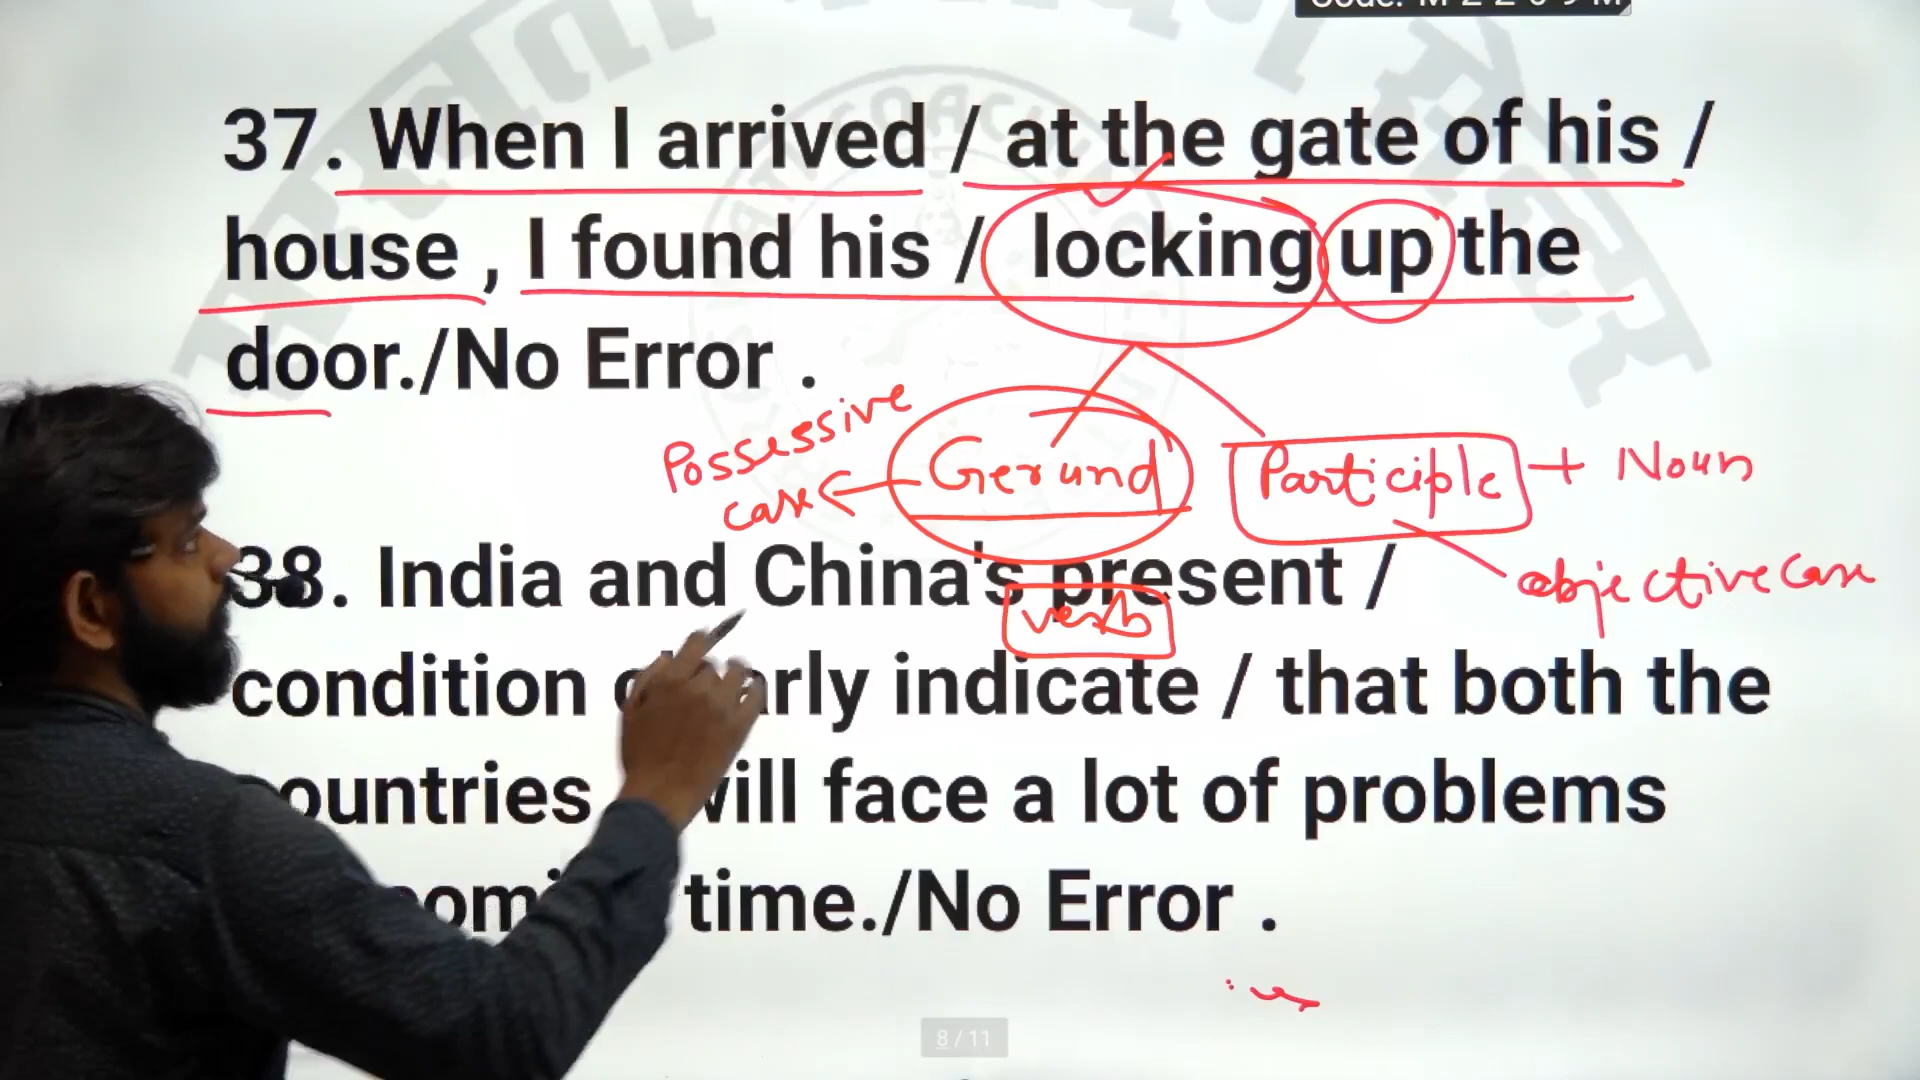 37. When I arrived / at the gate of his /
house , I found his / locking up the
door./No Error .
Possessive
case
Gerund
Participle + Noun
objective case
verb
38. India and China's present /
condition indicate / that both the
countries will face a lot of problems
time./No Error .
8 / 11